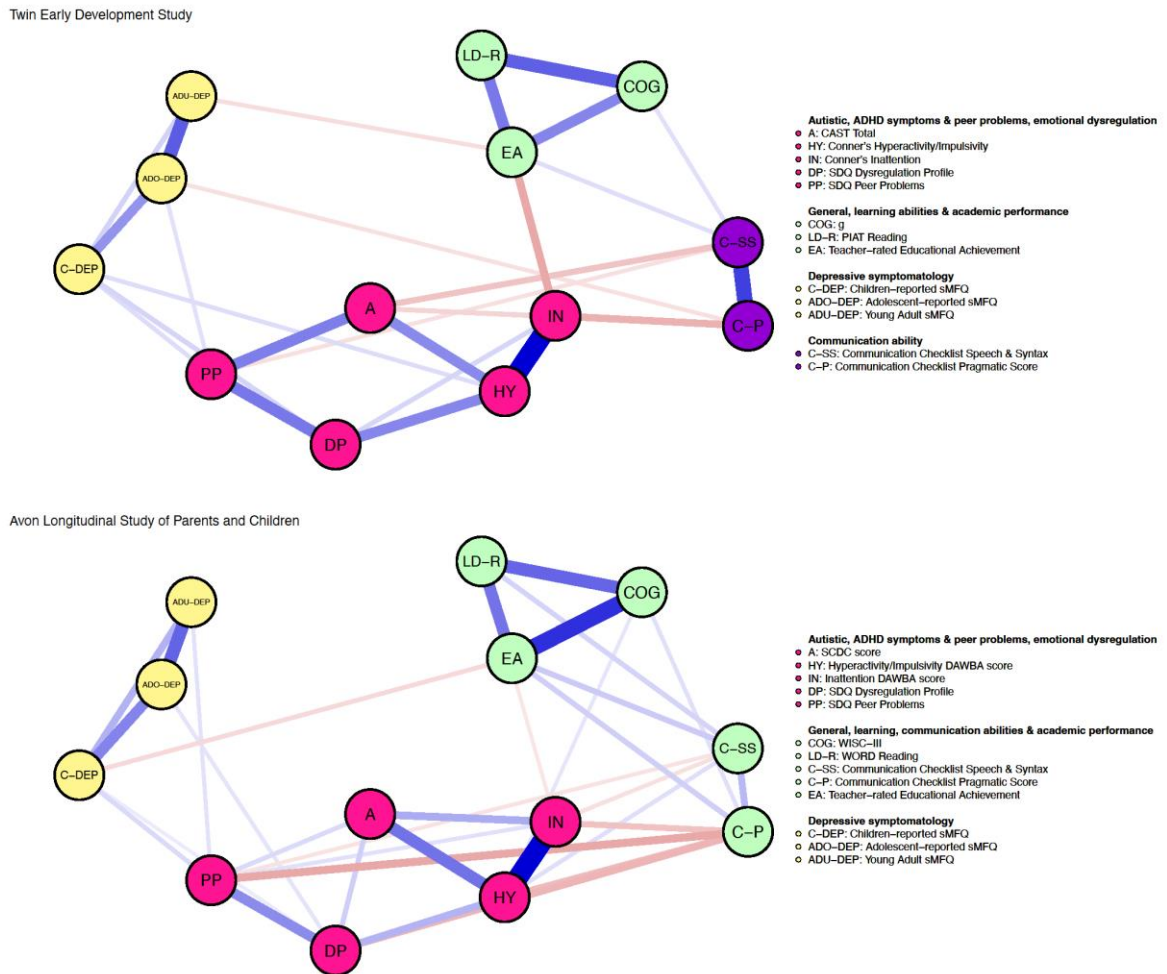 Twin Early Development Study
LD-R
COG
ADU-DEP
EA
ADO-DEP
C-SS
C-DEP
A
IN
C-P
PP
HY
DP
Autistic, ADHD symptoms & peer problems, emotional dysregulation
A: CAST Total
HY: Conner's Hyperactivity/Impulsivity
IN: Conner's Inattention
DP: SDQ Dysregulation Profile
PP: SDQ Peer Problems
General, learning abilities & academic performance
COG: g
LD-R: PIAT Reading
EA: Teacher-rated Educational Achievement
Depressive symptomatology
C-DEP: Children-reported sMFQ
ADO-DEP: Adolescent-reported sMFQ
ADU-DEP: Young Adult sMFQ
Communication ability
C-SS: Communication Checklist Speech & Syntax
C-P: Communication Checklist Pragmatic Score
Avon Longitudinal Study of Parents and Children
LD-R
COG
ADU-DEP
EA
ADO-DEP
C-SS
C-DEP
A
IN
C-P
PP
HY
DP
Autistic, ADHD symptoms & peer problems, emotional dysregulation
A: SCDC score
HY: Hyperactivity/Impulsivity DAWBA score
IN: Inattention DAWBA score
DP: SDQ Dysregulation Profile
PP: SDQ Peer Problems
General, learning, communication abilities & academic performance
COG: WISC-III
LD-R: WORD Reading
C-SS: Communication Checklist Speech & Syntax
C-P: Communication Checklist Pragmatic Score
EA: Teacher-rated Educational Achievement
Depressive symptomatology
C-DEP: Children-reported sMFQ
ADO-DEP: Adolescent-reported sMFQ
ADU-DEP: Young Adult sMFQ